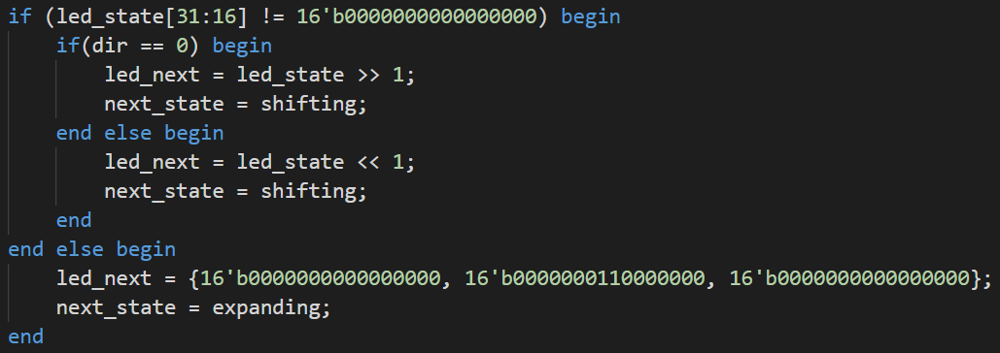 if (led_state[31:16] != 16'b0000000000000000) begin
    if(dir == 0) begin
        led_next = led_state >> 1;
        next_state = shifting;
    end else begin
        led_next = led_state << 1;
        next_state = shifting;
    end
end else begin
    led_next = {16'b0000000000000000, 16'b0000000110000000, 16'b0000000000000000};
    next_state = expanding;
end